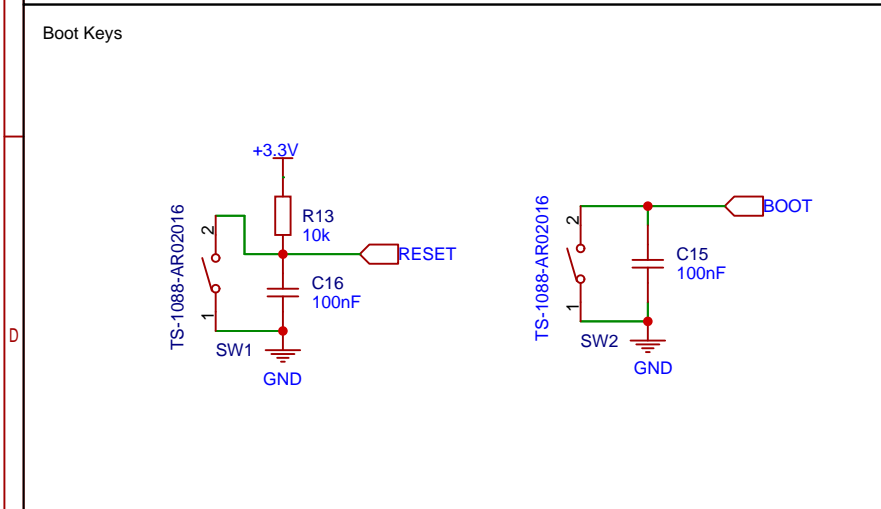 Boot Keys
+3.3V
R13
10k
TS-1088-AR02016
2
1
RESET
C16
100nF
SW1
GND
TS-1088-AR02016
2
1
BOOT
C15
100nF
SW2
GND
D